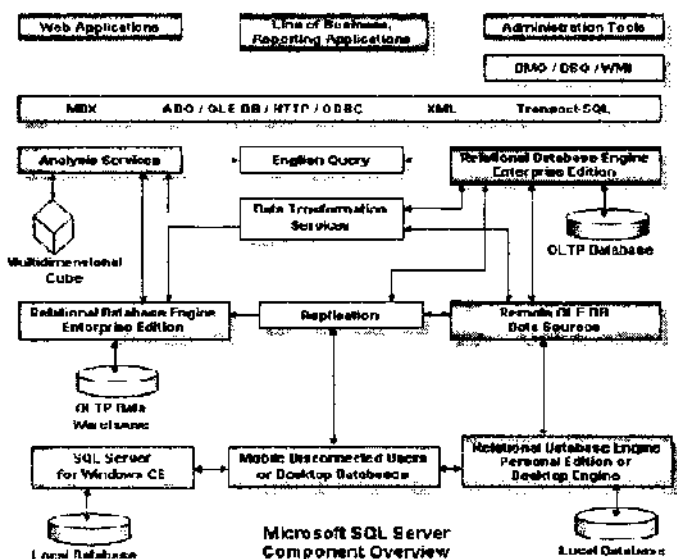 Web Applications
Line of Business,
Reporting Applications
Administration Tools
DMO / DSO / WMI
MDX ADO / OLE DB / HTTP / ODBC XML Transact-SQL
Analysis Services
English Query
Relational Database Engine
Enterprise Edition
Data Transformation
Services
OLTP Database
Multidimensional
Cube
Relational Database Engine
Enterprise Edition
Replication
Remote OLE DB
Data Sources
OLTP Data
Warehouse
SQL Server
for Windows CE
Mobile Disconnected Users
or Desktop Databases
Relational Database Engine
Personal Edition or
Desktop Engine
Local Database
Microsoft SQL Server
Component Overview
Local Database